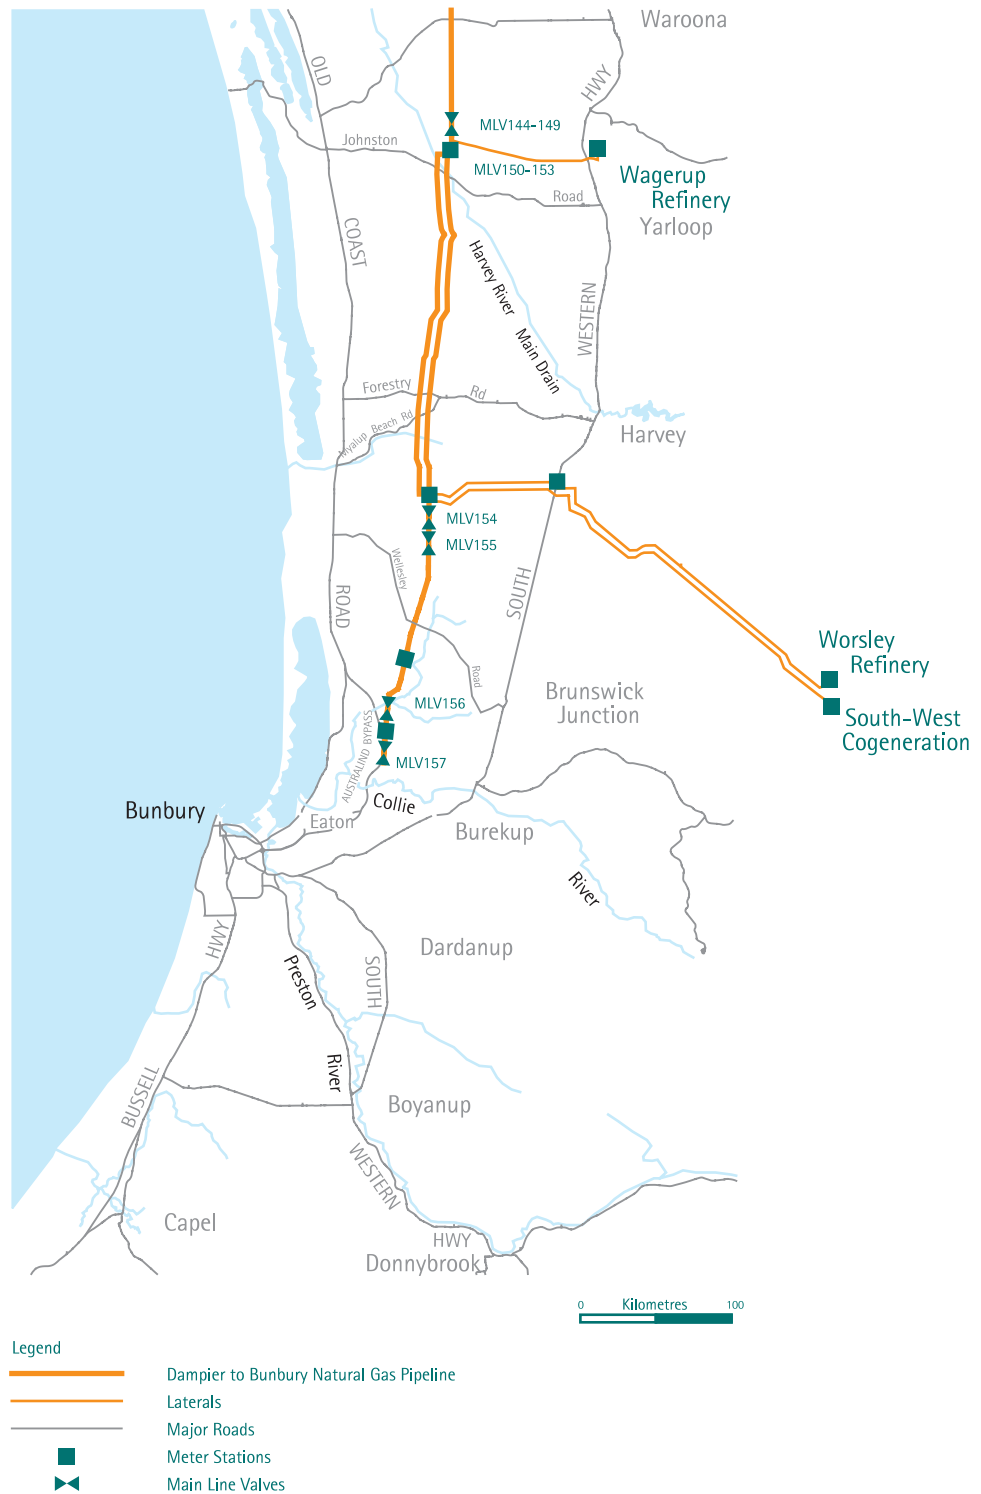 Waroona
OLD
HWY
MLV144-149
Johnston
MLV150-153
Wagerup
Refinery
Road
Yarloop
COAST
Harvey River
WESTERN
Main Drain
Forestry
Rd
Myalup Beach Rd
Harvey
MLV154
MLV155
Wellesley
SOUTH
ROAD
Worsley
Refinery
Road
Brunswick
Junction
MLV156
South-West
Cogeneration
AUSTRALIND BYPASS
MLV157
Bunbury
Collie
Eaton
Burekup
River
HWY
Dardanup
Preston
SOUTH
River
BUSSELL
Boyanup
WESTERN
Capel
HWY
Donnybrook
0 Kilometres 100
Legend
Dampier to Bunbury Natural Gas Pipeline
Laterals
Major Roads
Meter Stations
Main Line Valves